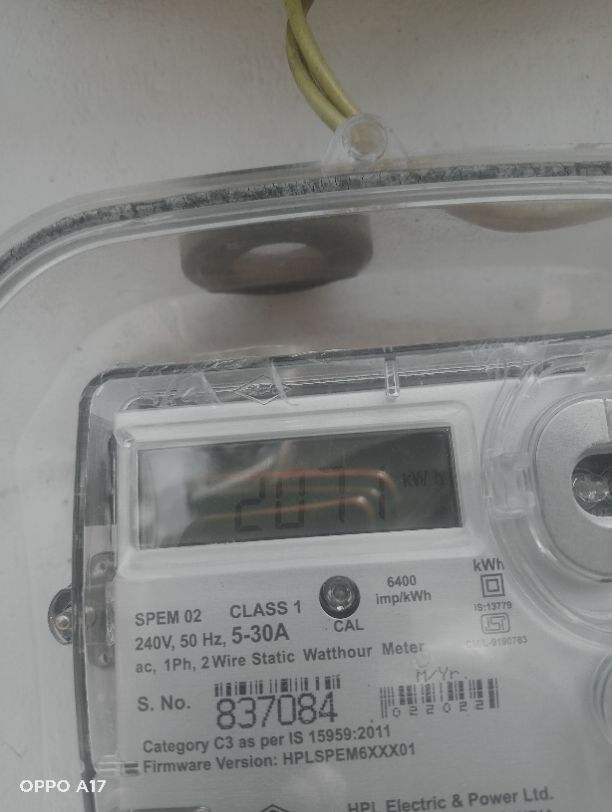 kWh
kWh
6400
imp/kWh
IS:13779
SPEM 02 CLASS 1
CAL
240V, 50 Hz, 5-30A
ac, 1Ph, 2 Wire Static Watthour Meter
M/Yr.
S. No. 837084
022022
Category C3 as per IS 15959:2011
Firmware Version: HPLSPEM6XXX01
HPL Electric & Power Ltd.
OPPO A17